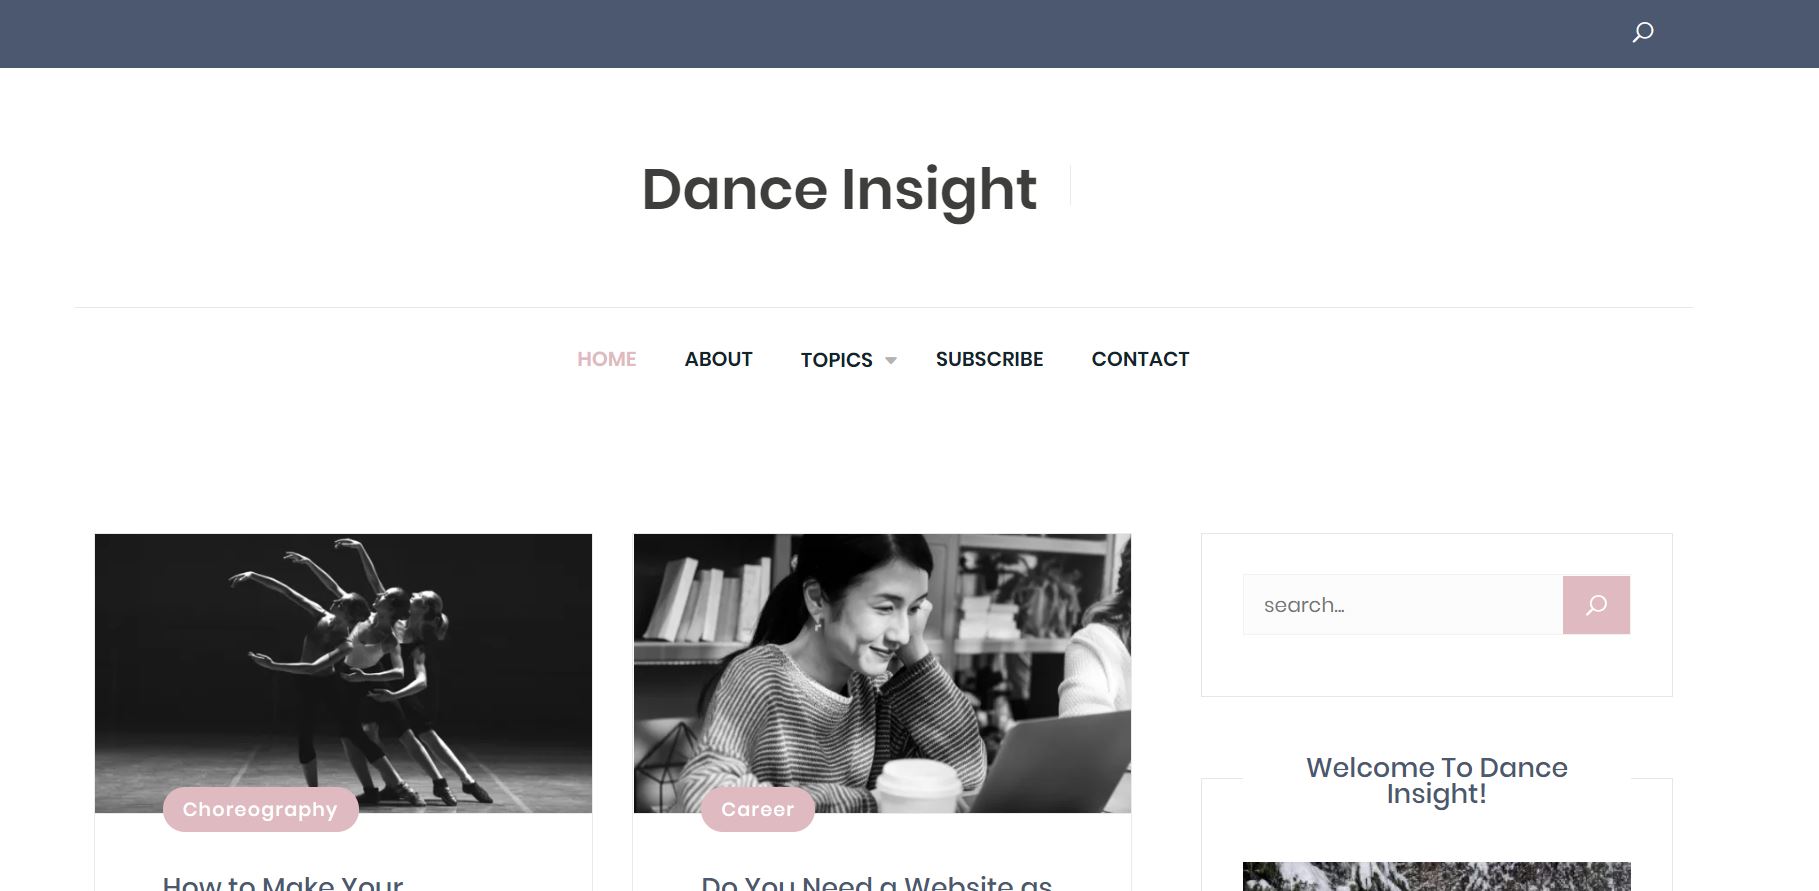 Dance Insight
HOME ABOUT TOPICS SUBSCRIBE CONTACT
Choreography
How to Make Your
Career
Do You Need a Website as
search...
Welcome To Dance
Insight!